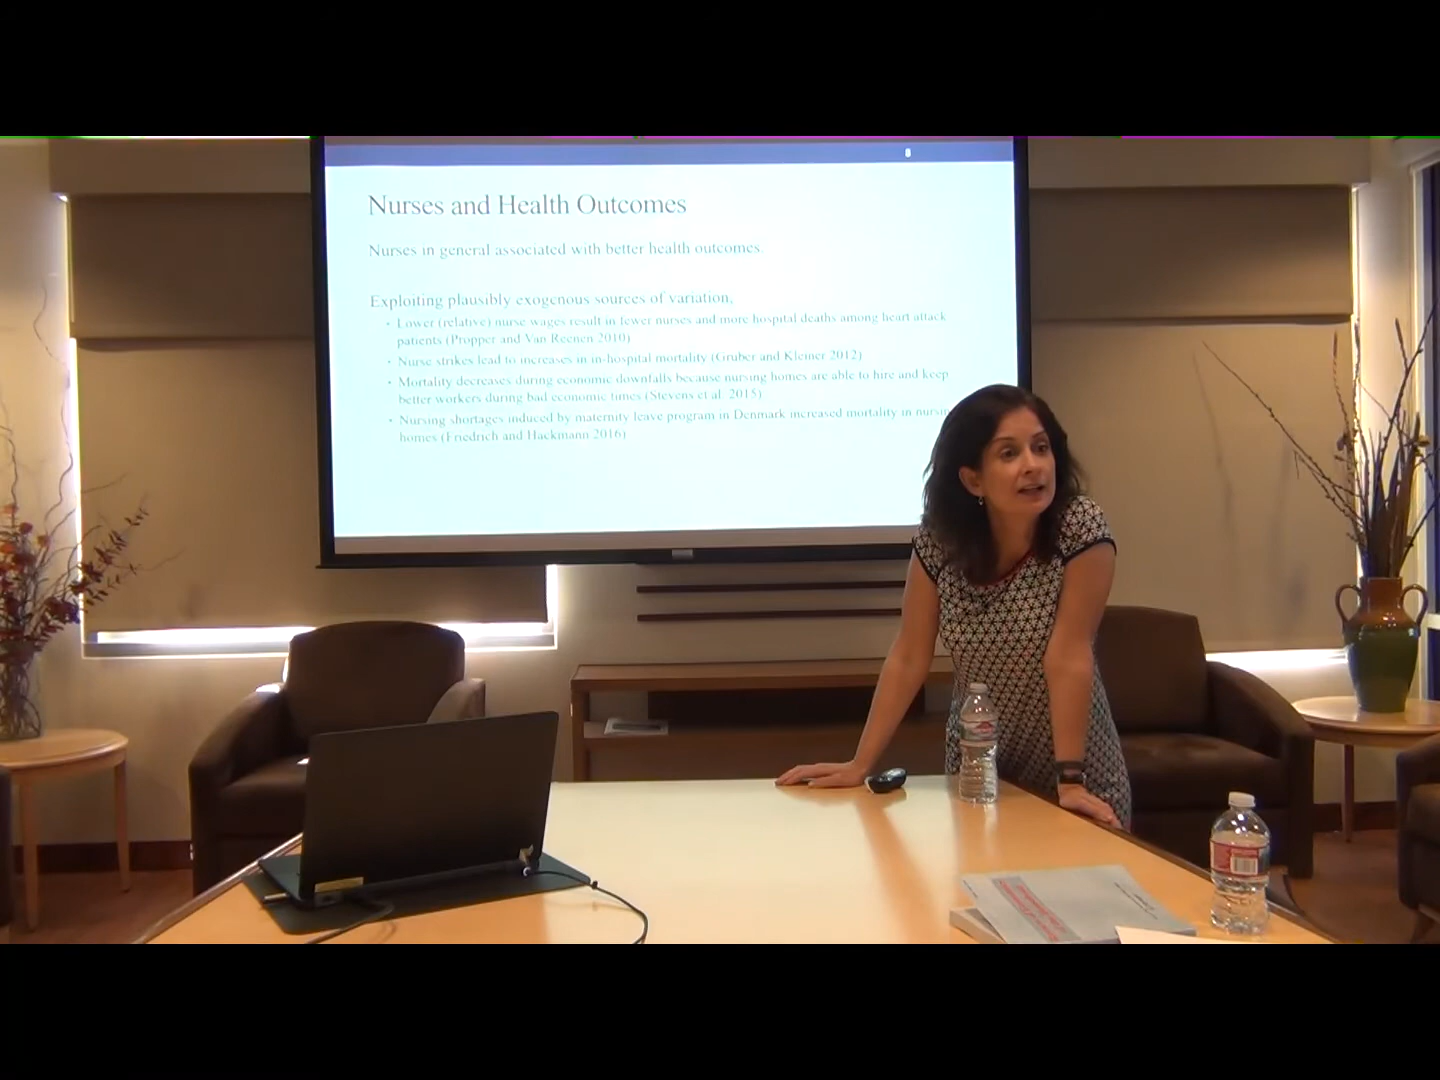 8
Nurses and Health Outcomes
Nurses in general associated with better health outcomes.
Exploiting plausibly exogenous sources of variation,
• Lower (relative) nurse wages result in fewer nurses and more hospital deaths among heart attack
patients (Propper and Van Reenen 2010)
• Nurse strikes lead to increases in in-hospital mortality (Gruber and Kleiner 2012)
• Mortality decreases during economic downfalls because nursing homes are able to hire and keep
better workers during bad economic times (Stevens et al. 2015)
• Nursing shortages induced by maternity leave program in Denmark increased mortality in nursin
homes (Friedrich and Hackmann 2016)